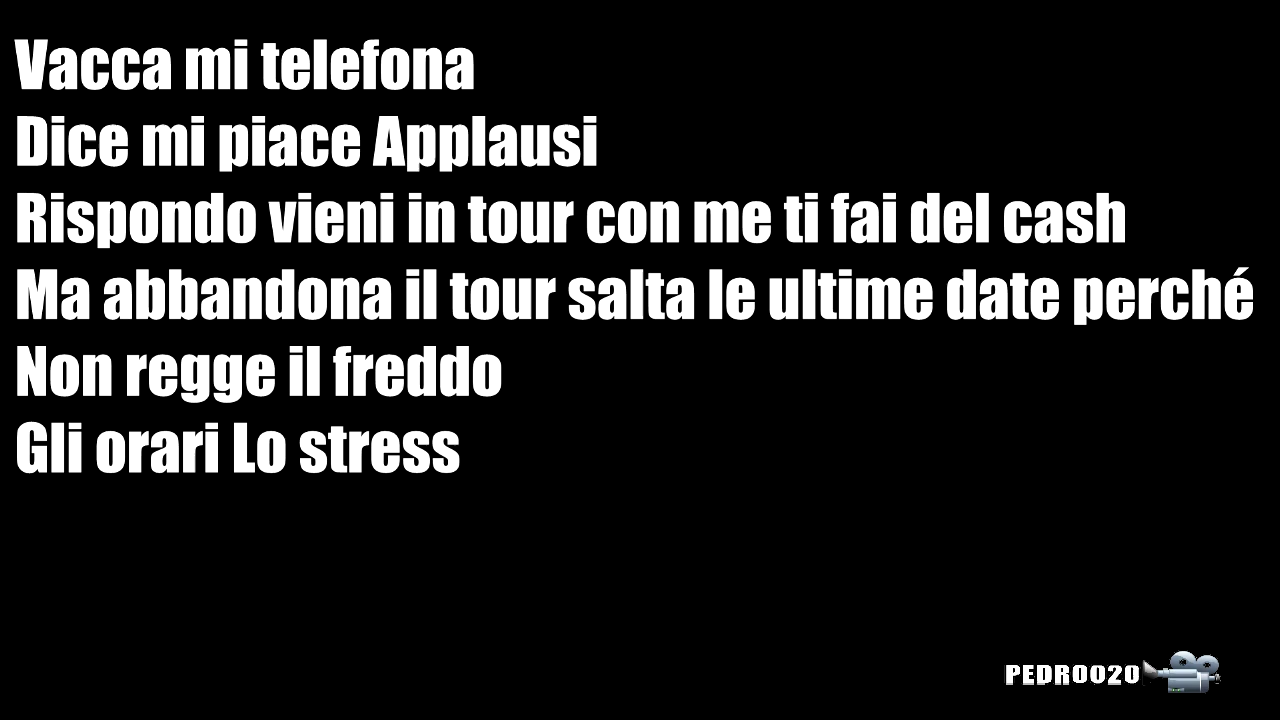 Vacca mi telefona
Dice mi piace Applausi
Rispondo vieni in tour con me ti fai del cash
Ma abbandona il tour salta le ultime date perché
Non regge il freddo
Gli orari Lo stress
PEDRO020